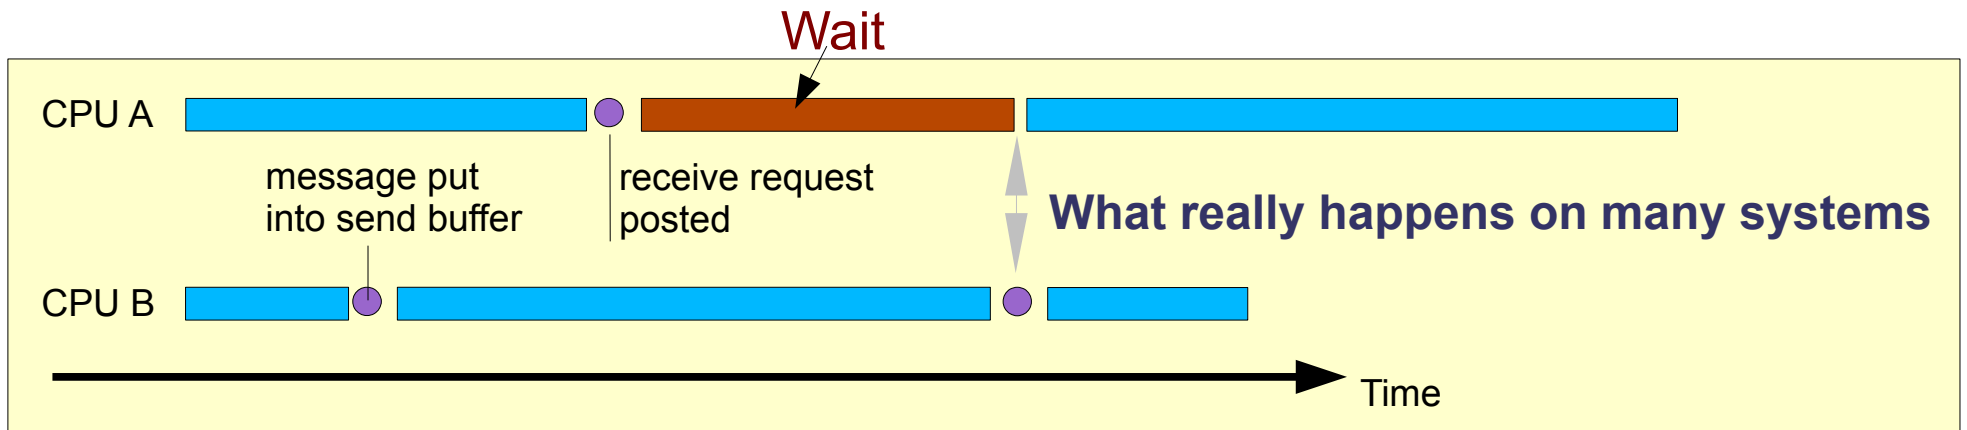 Wait
CPU A
message put
into send buffer
receive request
posted
What really happens on many systems
CPU B
Time